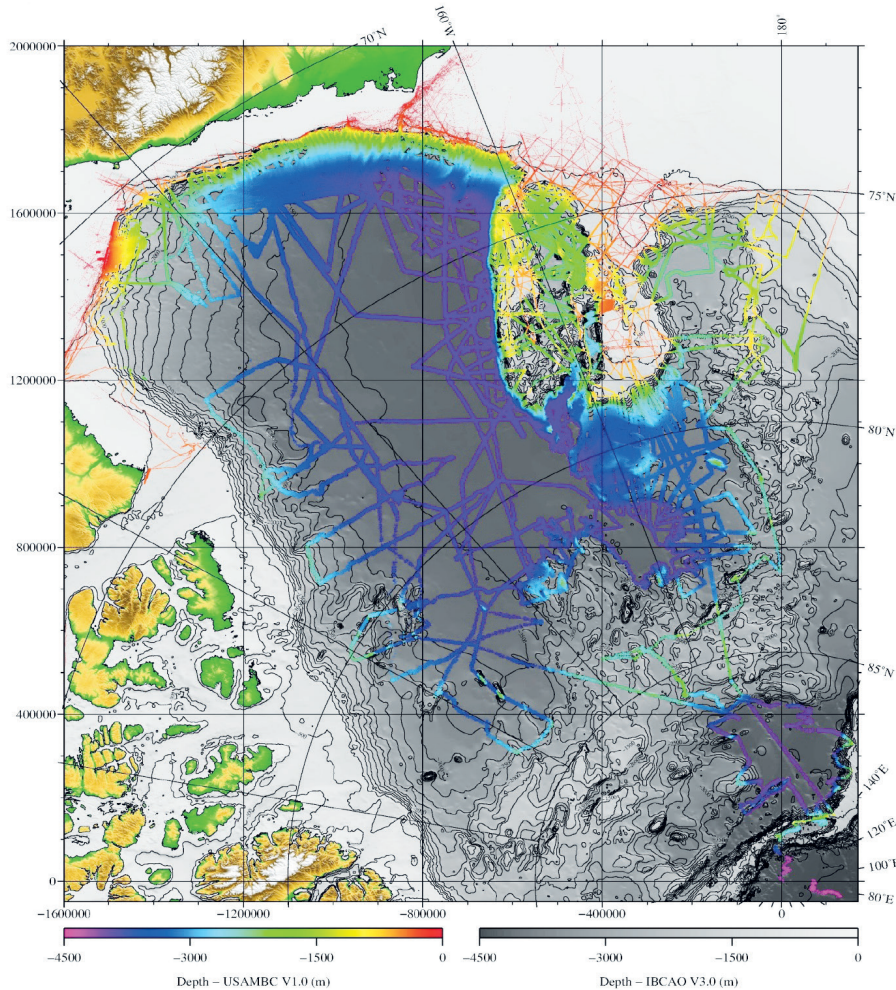 160°W
180°
70°N
2000000
75°N
1600000
1200000
80°N
800000
85°N
400000
140°E
120°E
100°E
0
80°E
−1600000 −1200000 −800000 −400000 0
−4500 −3000 −1500 0 −4500 −3000 −1500 0
Depth − USAMBC V1.0 (m) Depth − IBCAO V3.0 (m)